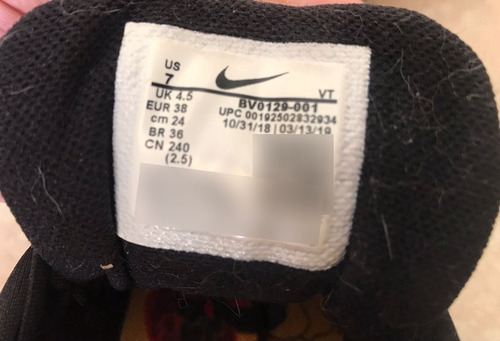 US
7
VT
UK 4.5
BV0129-001
EUR 38
UPC 00192502832934
cm 24
10/31/18 | 03/13/19
BR 36
CN 240
(2.5)